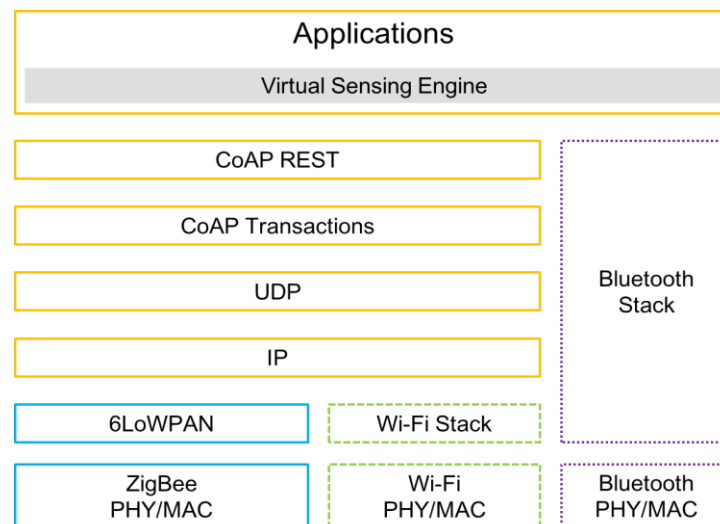 Applications
Virtual Sensing Engine
CoAP REST
CoAP Transactions
UDP
IP
Bluetooth
Stack
6LoWPAN
Wi-Fi Stack
ZigBee
PHY/MAC
Wi-Fi
PHY/MAC
Bluetooth
PHY/MAC